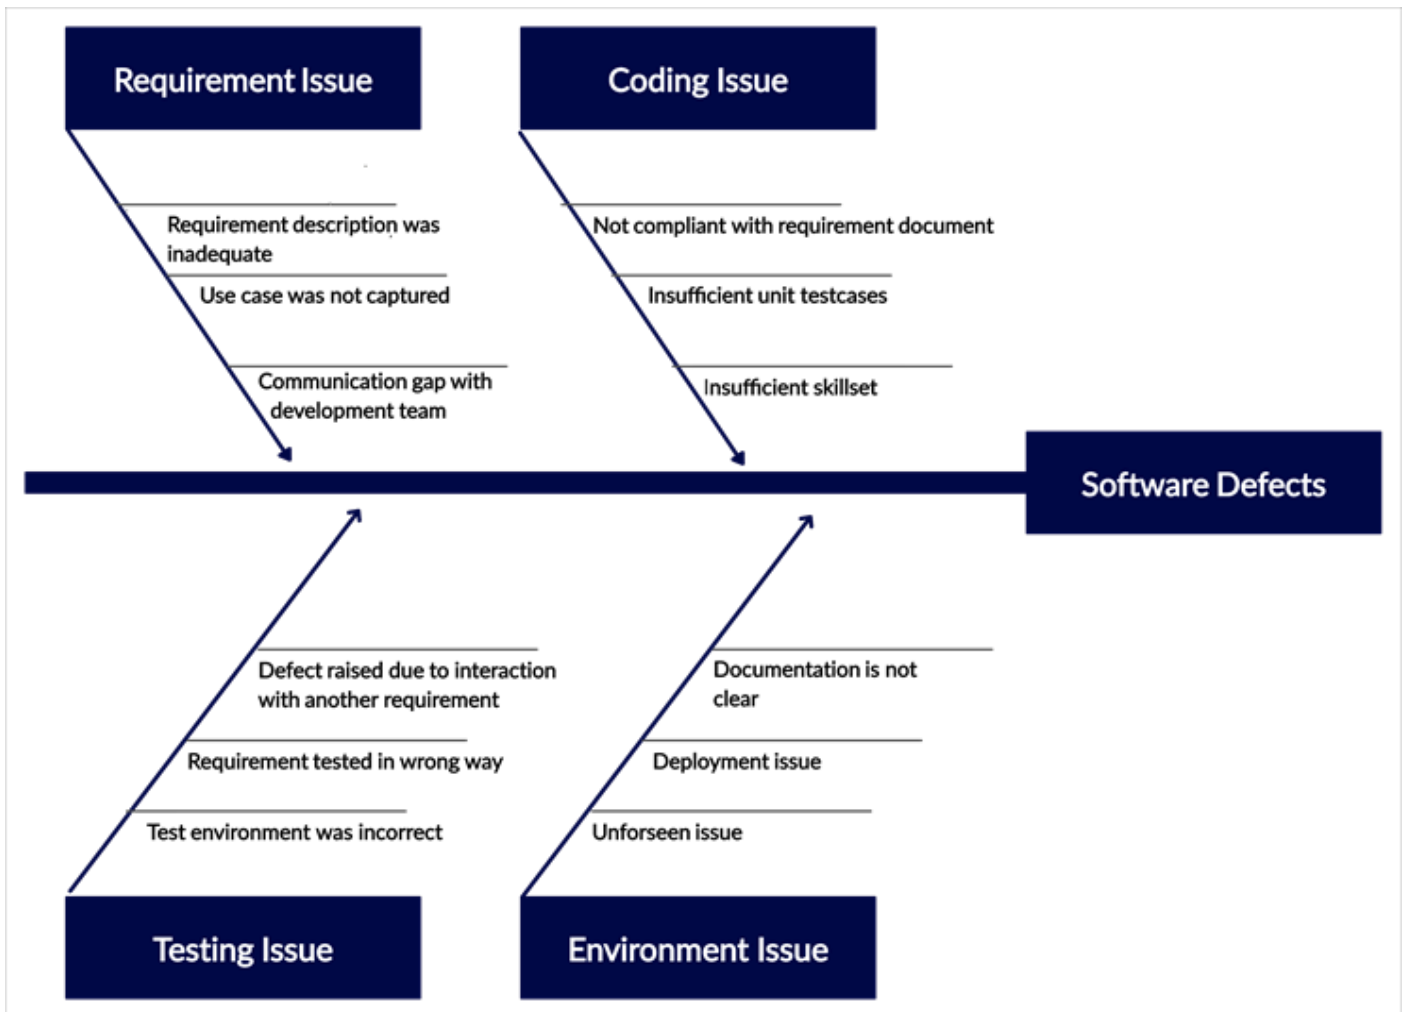 Requirement Issue
Coding Issue
Requirement description was
inadequate
Use case was not captured
Communication gap with
development team
Not compliant with requirement document
Insufficient unit testcases
Insufficient skillset
Software Defects
Defect raised due to interaction
with another requirement
Requirement tested in wrong way
Test environment was incorrect
Documentation is not
clear
Deployment issue
Unforseen issue
Testing Issue
Environment Issue